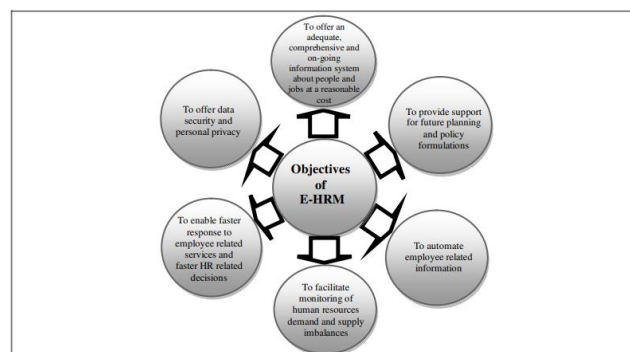 To offer an
adequate,
comprehensive and
on-going
information system
about people and
jobs at a reasonable
cost
To offer data
security and
personal privacy
To provide support
for future planning
and policy
formulations
Objectives
of
E-HRM
To enable faster
response to
employee related
services and
faster HR related
decisions
To automate
employee related
information
To facilitate
monitoring of
human resources
demand and supply
imbalances